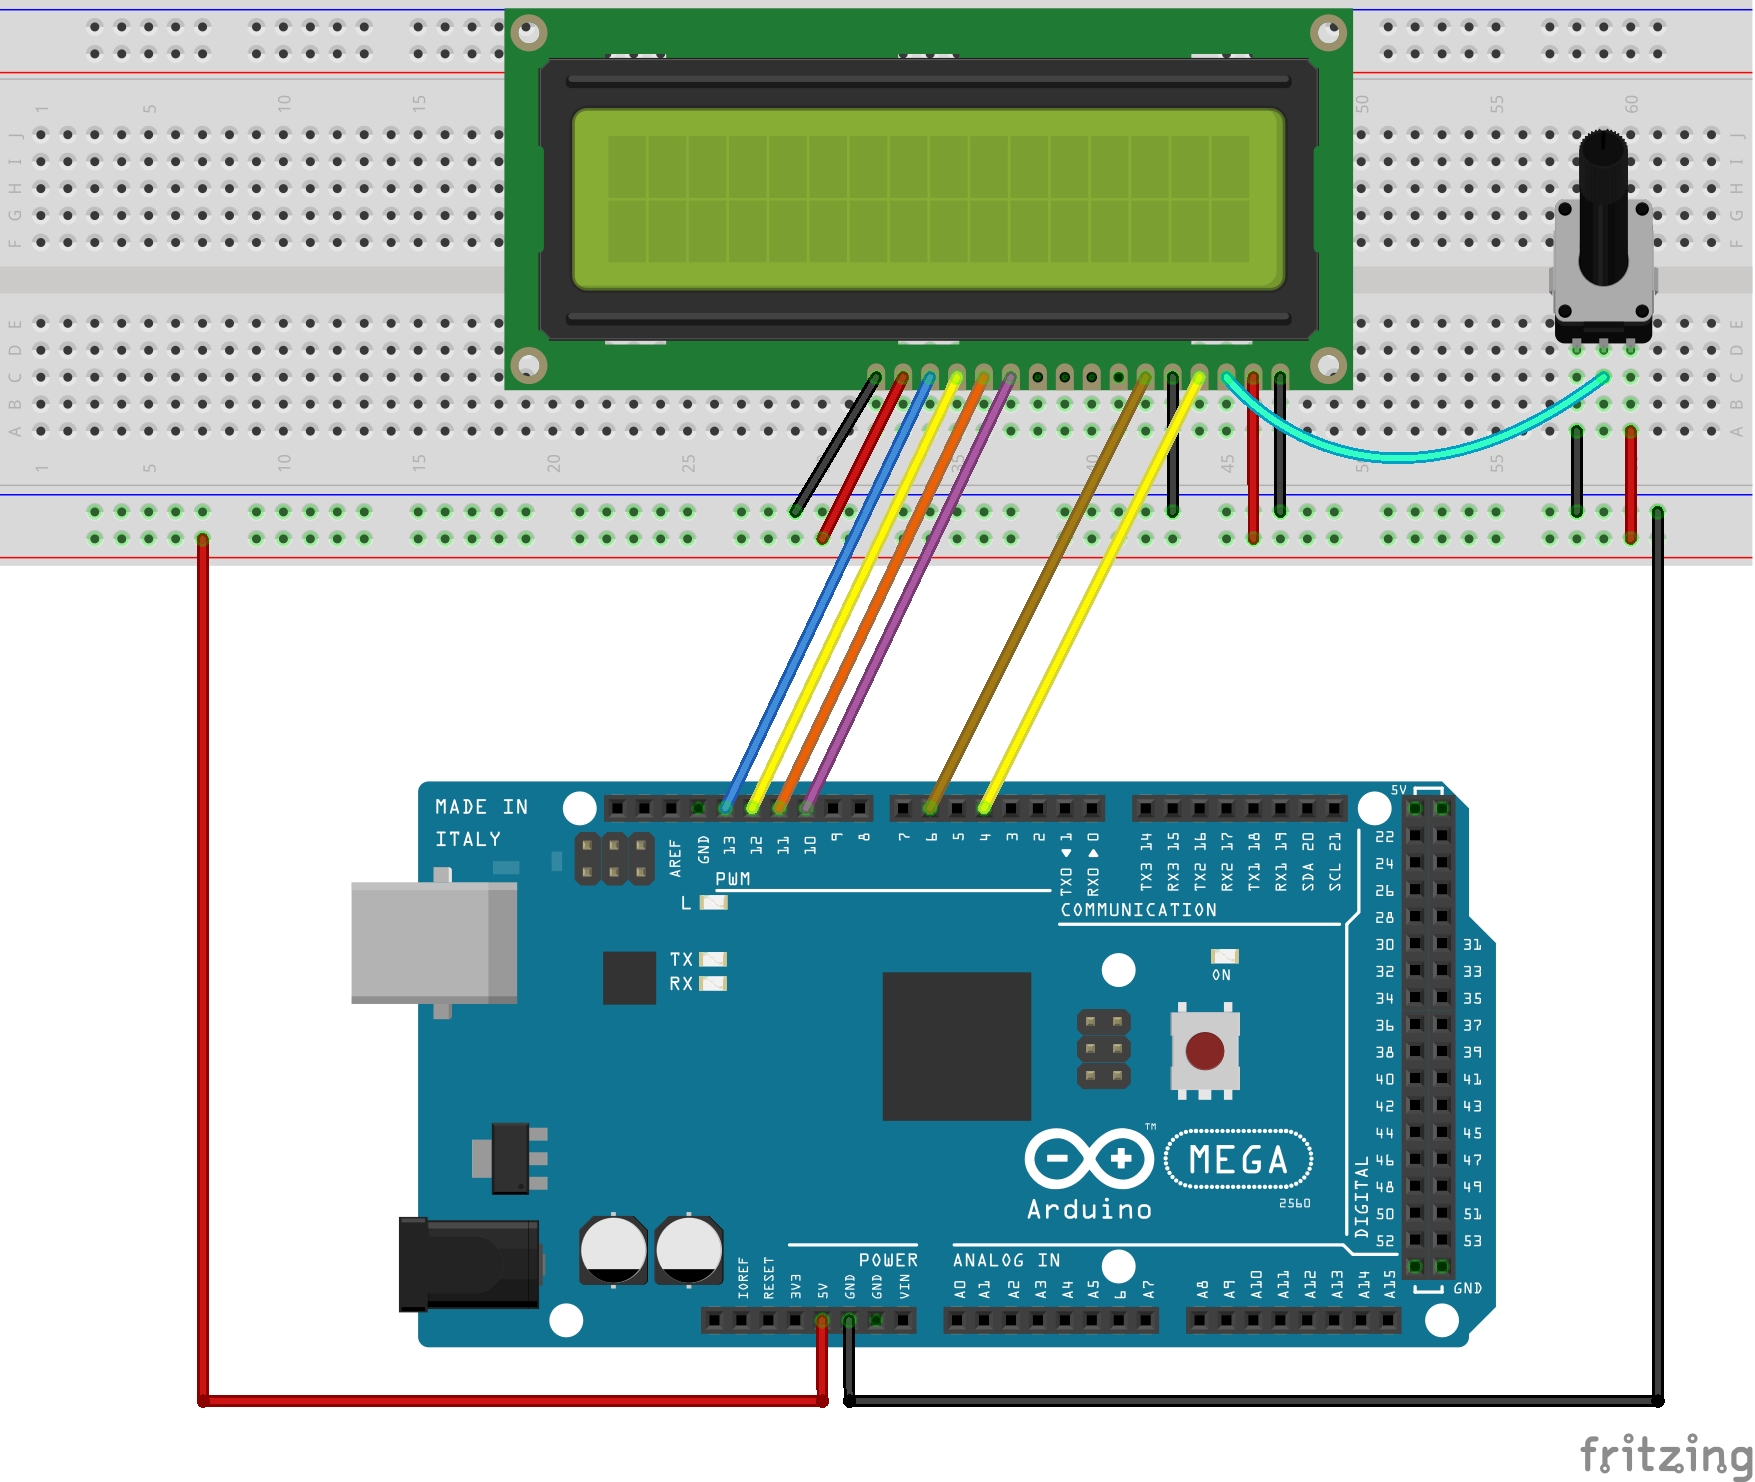 1 5 10 15 50 55 60
J J
I I
H H
G G
F F
E E
D D
C C
B B
A A
1 5 10 15 20 25 35 40 45 55
MADE IN
ITALY
AREF GND 13 12 11 10 9 8 7 6 5 4 3 2 TX0 1 RX0 0 TX3 14 RX3 15 TX2 16 RX2 17 TX1 18 RX1 19 SDA 20 SCL 21
5V
PWM
L
COMMUNICATION
TX
RX
ON
22
24
26
28
30 31
32 33
34 35
36 37
38 39
40 41
42 43
44 45
46 47
48 49
50 51
52 53
DIGITAL
GND
MEGA
TM
Arduino
2560
POWER
ANALOG IN
IOREF RESET 3V3 5V GND GND VIN A0 A1 A2 A3 A4 A5 A7 A8 A9 A10 A11 A12 A13 A14 A15
fritzing